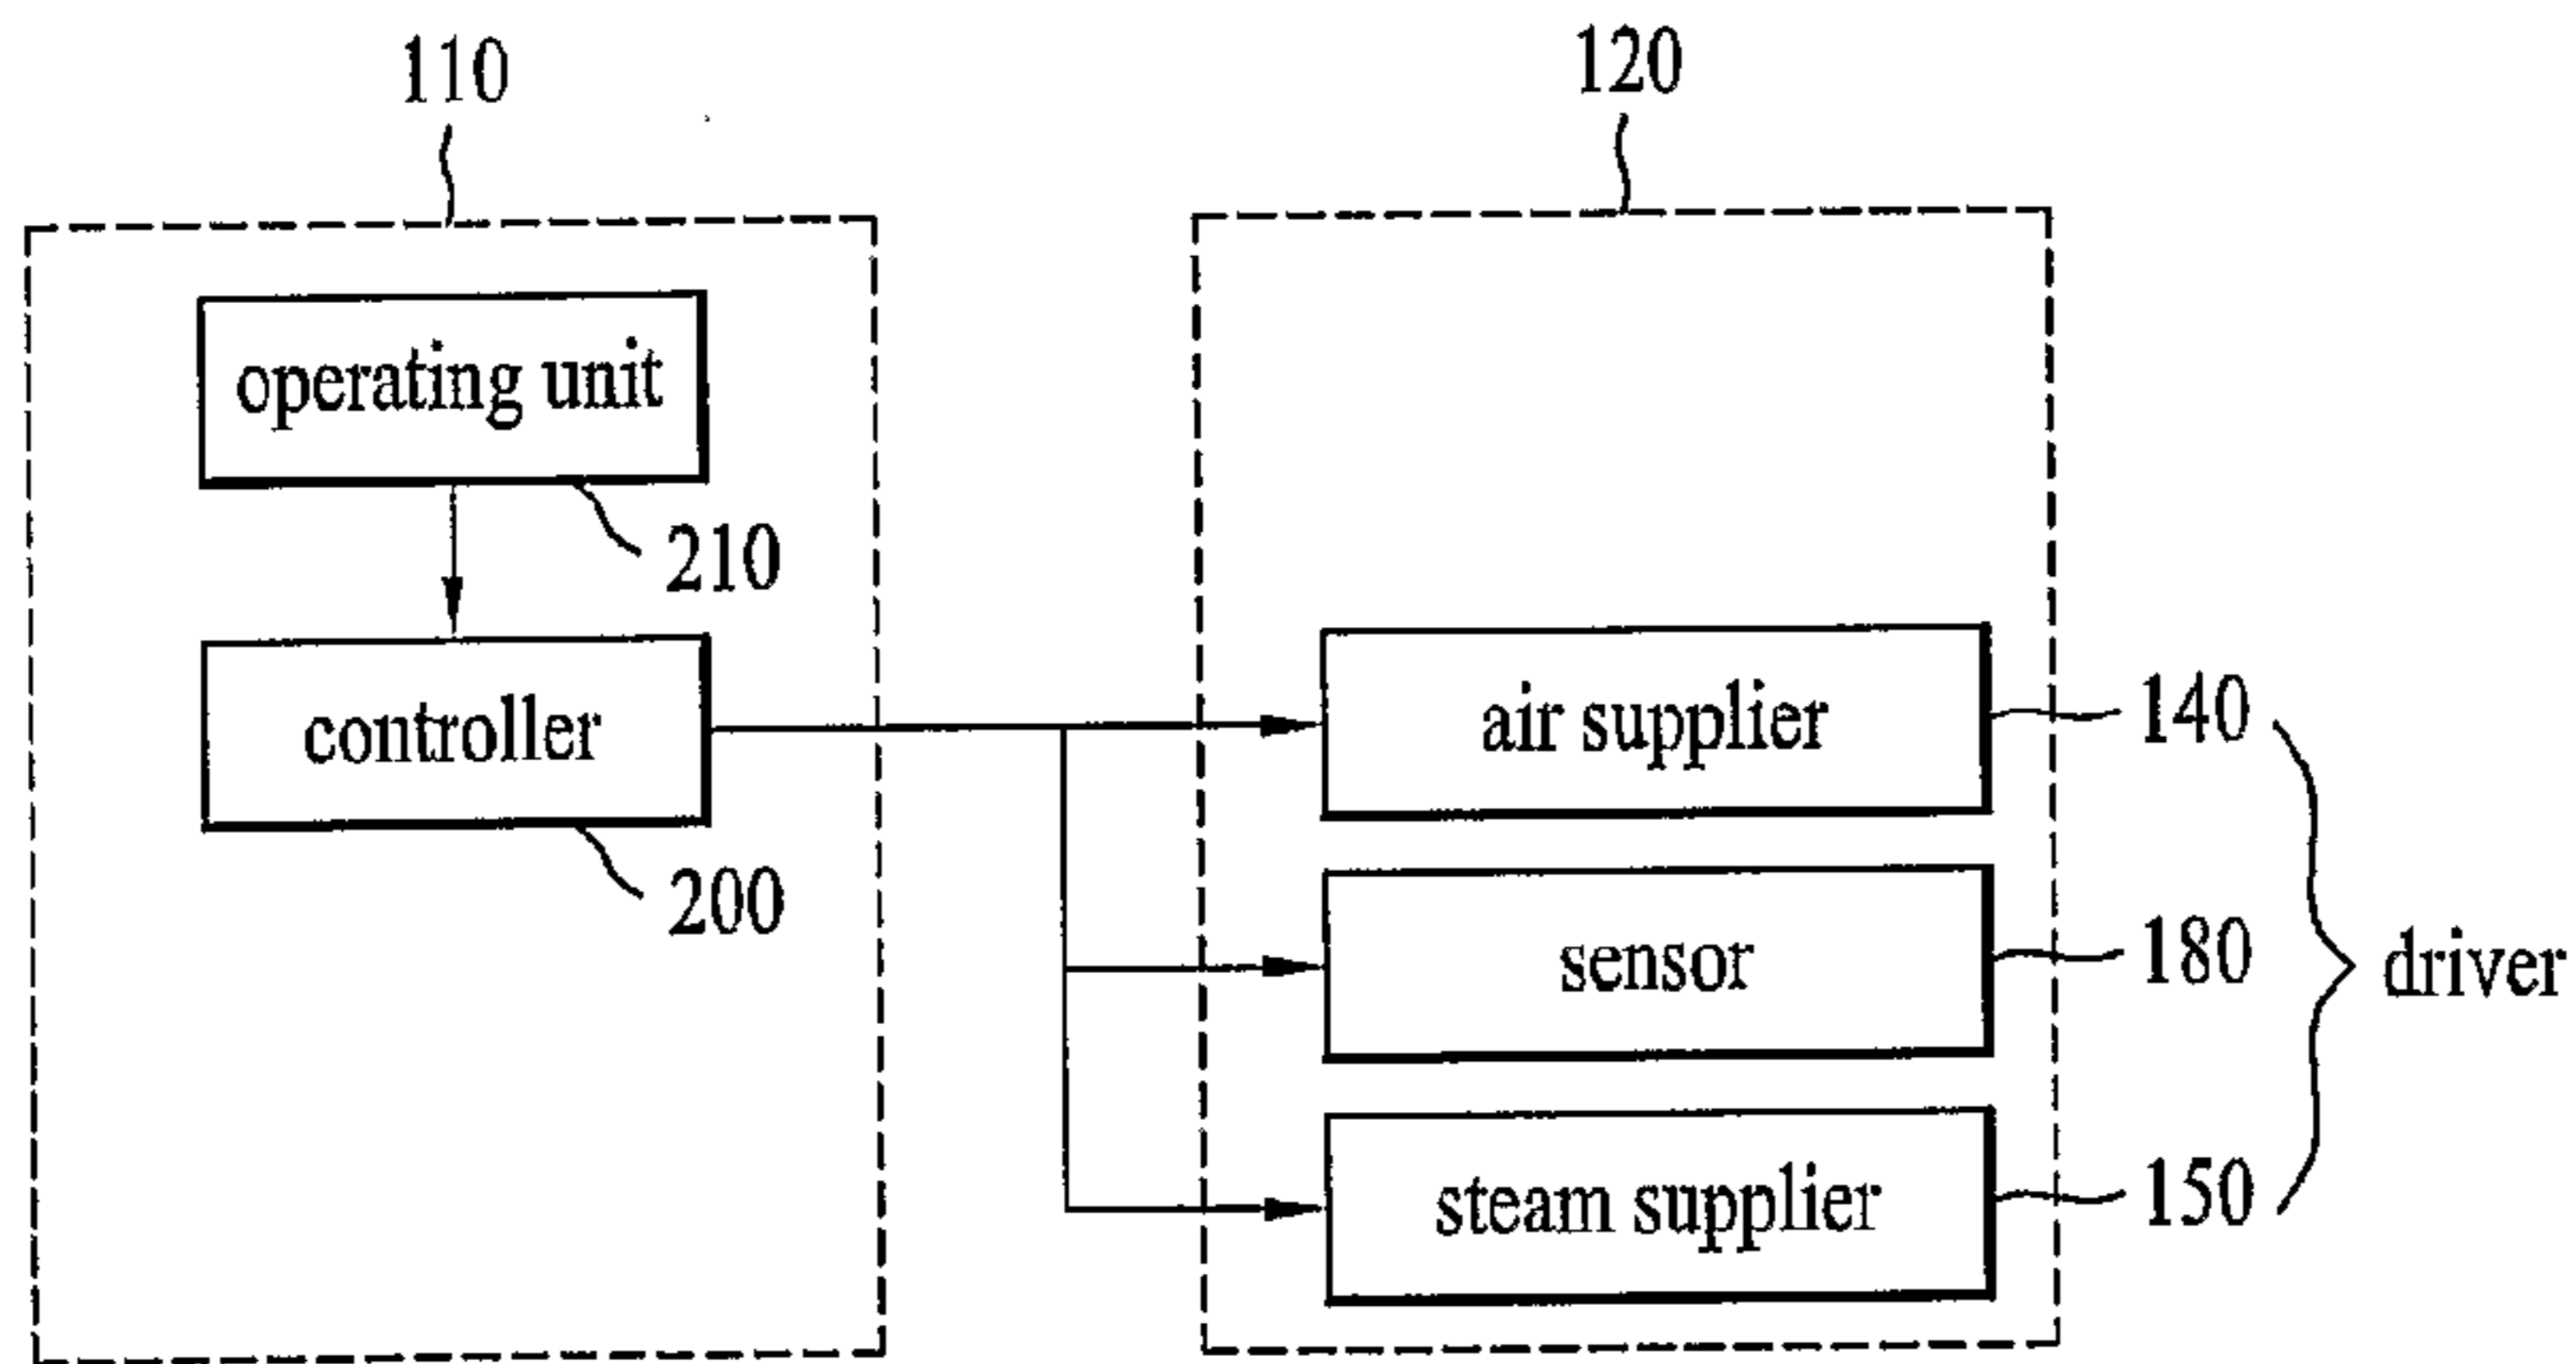 110
120
operating unit
210
controller
200
air supplier
140
sensor
180
driver
steam supplier
150